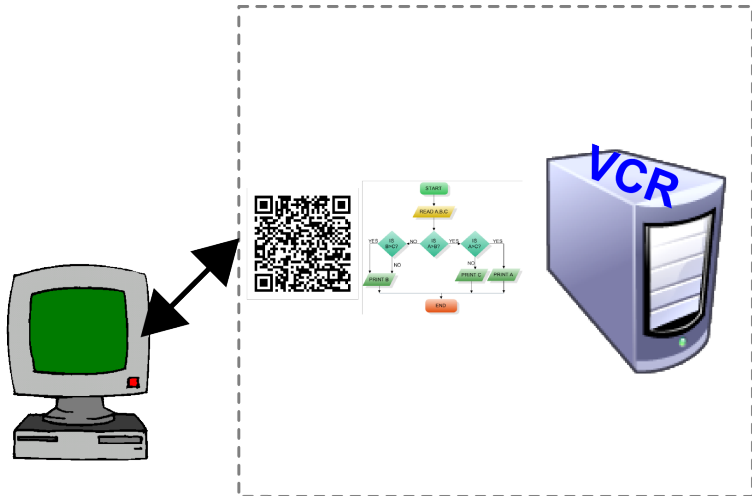 VCR
START
READ A,B,C
YES
IS
B>C?
NO
IS
A>B?
YES
IS
A>C?
YES
NO
NO
PRINT B
PRINT C
PRINT A
END